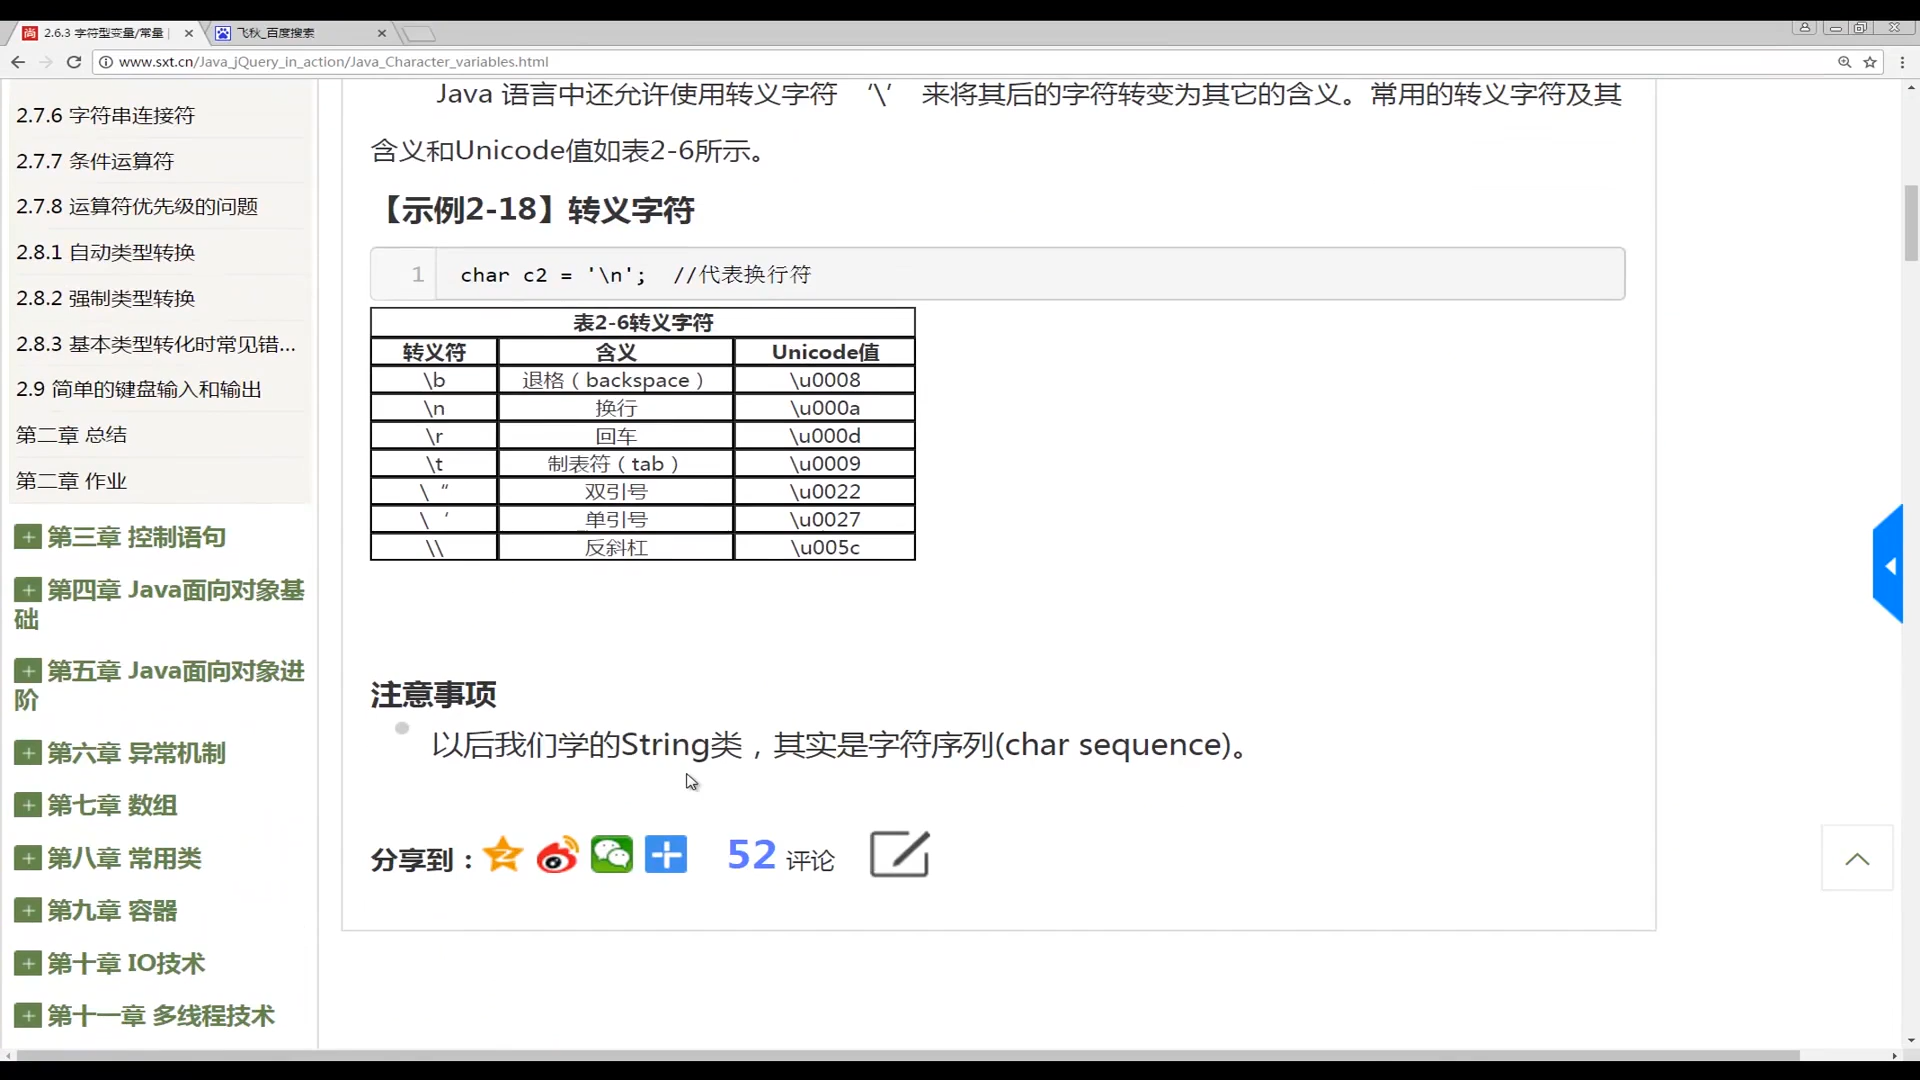 2.6.3 字符型变量/常量
飞秋_百度搜索
www.sxt.cn/Java_jQuery_in_action/Java_Character_variables.html
2.7.6 字符串连接符
2.7.7 条件运算符
2.7.8 运算符优先级的问题
2.8.1 自动类型转换
2.8.2 强制类型转换
2.8.3 基本类型转化时常见错...
2.9 简单的键盘输入和输出
第二章 总结
第二章 作业
第三章 控制语句
第四章 Java面向对象基
础
第五章 Java面向对象进
阶
第六章 异常机制
第七章 数组
第八章 常用类
第九章 容器
第十章 IO技术
第十一章 多线程技术
Java 语言中还允许使用转义字符 ‘\’ 来将其后的字符转变为其它的含义。常用的转义字符及其
含义和Unicode值如表2-6所示。
【示例2-18】转义字符
1 char c2 = '\n'; //代表换行符
表2-6转义字符
转义符 含义 Unicode值
\b 退格（backspace） \u0008
\n 换行 \u000a
\r 回车 \u000d
\t 制表符（tab） \u0009
\“ 双引号 \u0022
\‘ 单引号 \u0027
\\ 反斜杠 \u005c
注意事项
以后我们学的String类，其实是字符序列(char sequence)。
分享到： 52 评论